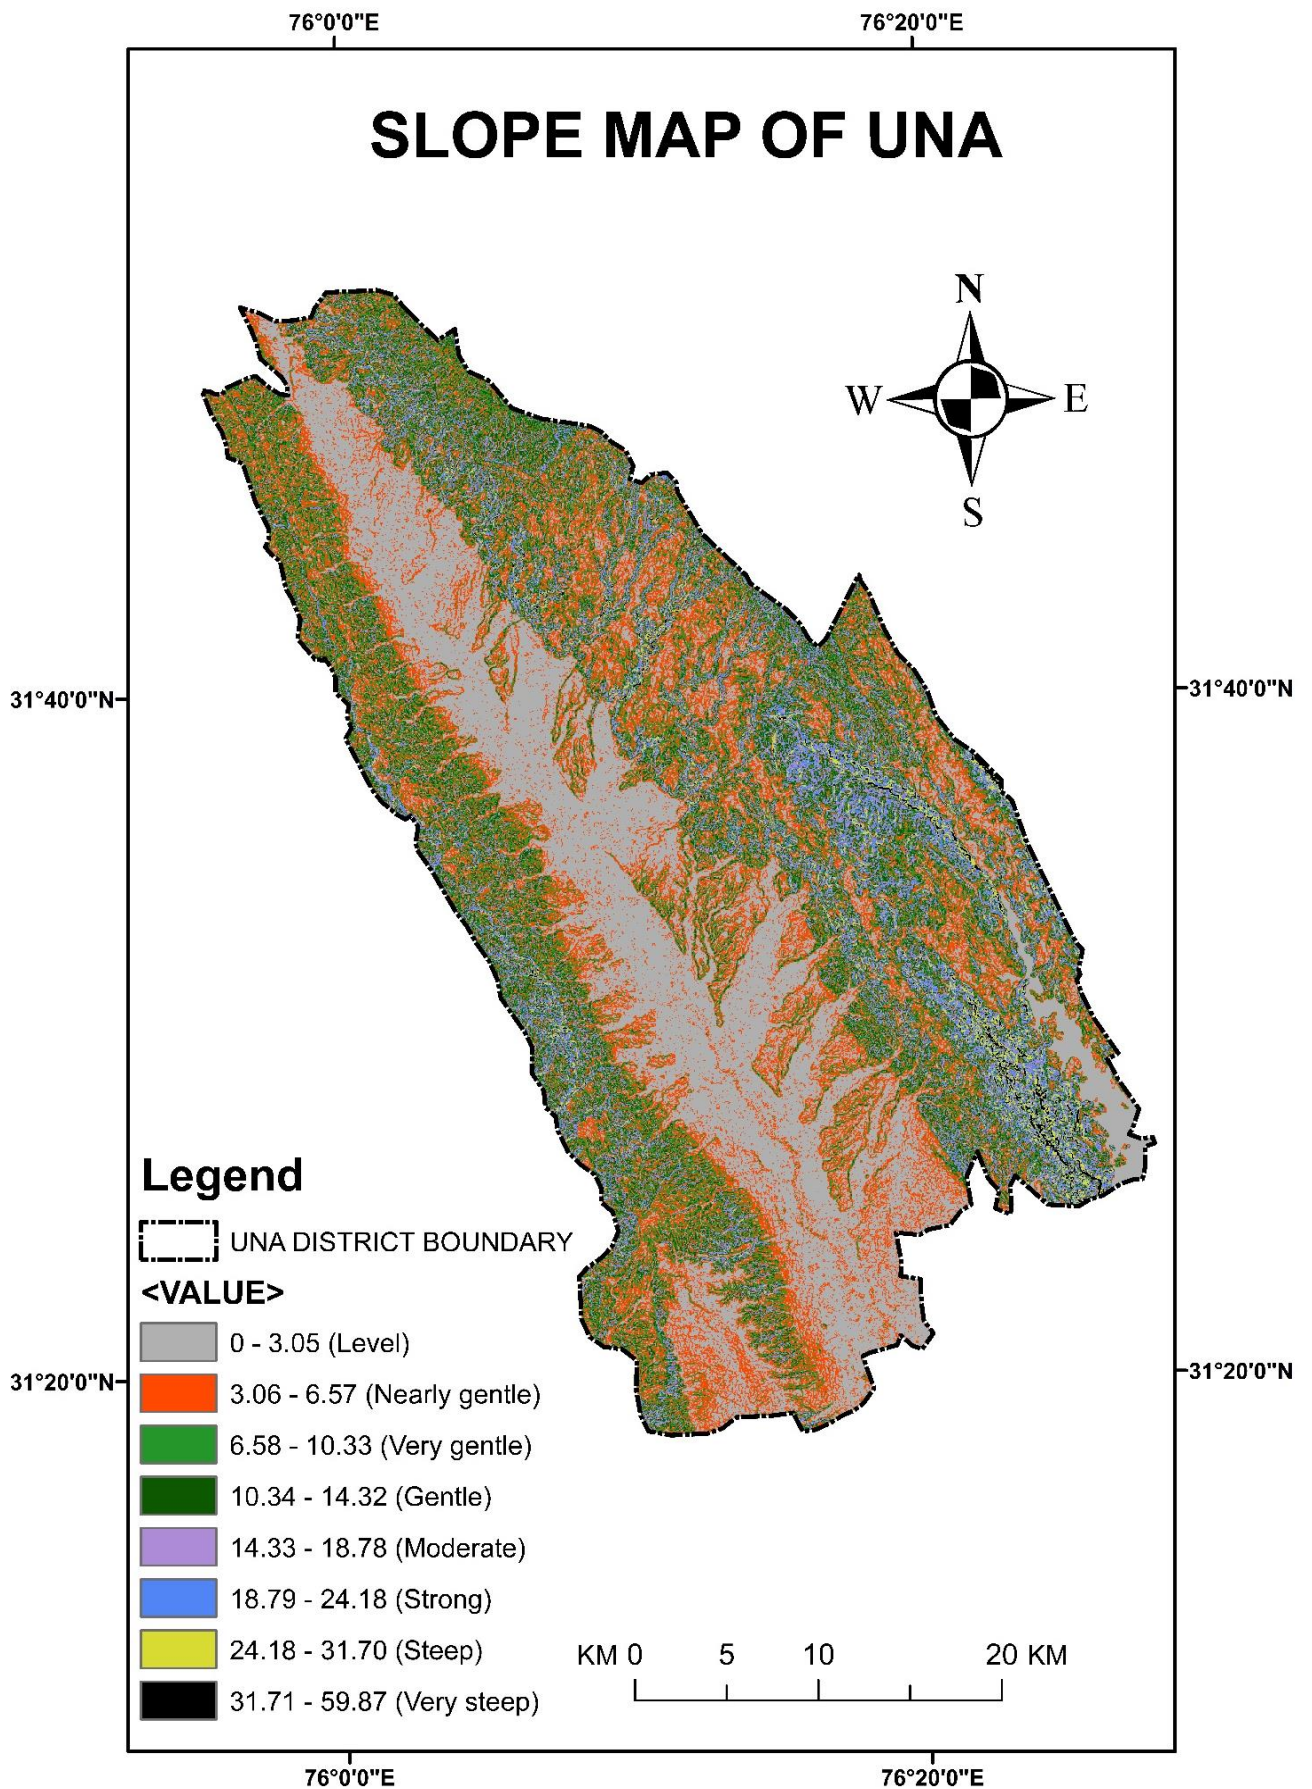 76°0'0"E
76°20'0"E
SLOPE MAP OF UNA
N
W
E
S
31°40'0"N
31°40'0"N
31°20'0"N
31°20'0"N
Legend
UNA DISTRICT BOUNDARY
<VALUE>
0 - 3.05 (Level)
3.06 - 6.57 (Nearly gentle)
6.58 - 10.33 (Very gentle)
10.34 - 14.32 (Gentle)
14.33 - 18.78 (Moderate)
18.79 - 24.18 (Strong)
24.18 - 31.70 (Steep)
31.71 - 59.87 (Very steep)
KM 0 5 10 20 KM
76°0'0"E
76°20'0"E